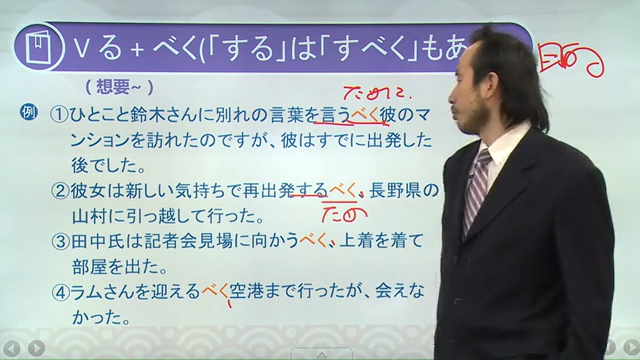 Vる + べく(「する」は「すべく」もあ
(想要~)
例
ために
①ひとこと鈴木さんに別れの言葉を言うべく彼のマ
ンションを訪れたのですが、彼はすでに出発した
後でした。
②彼女は新しい気持ちで再出発するべく、長野県の
山村に引っ越して行った。
ため
③田中氏は記者会見場に向かうべく、上着を着て
部屋を出た。
④ラムさんを迎えるべく空港まで行ったが、会えな
かった。